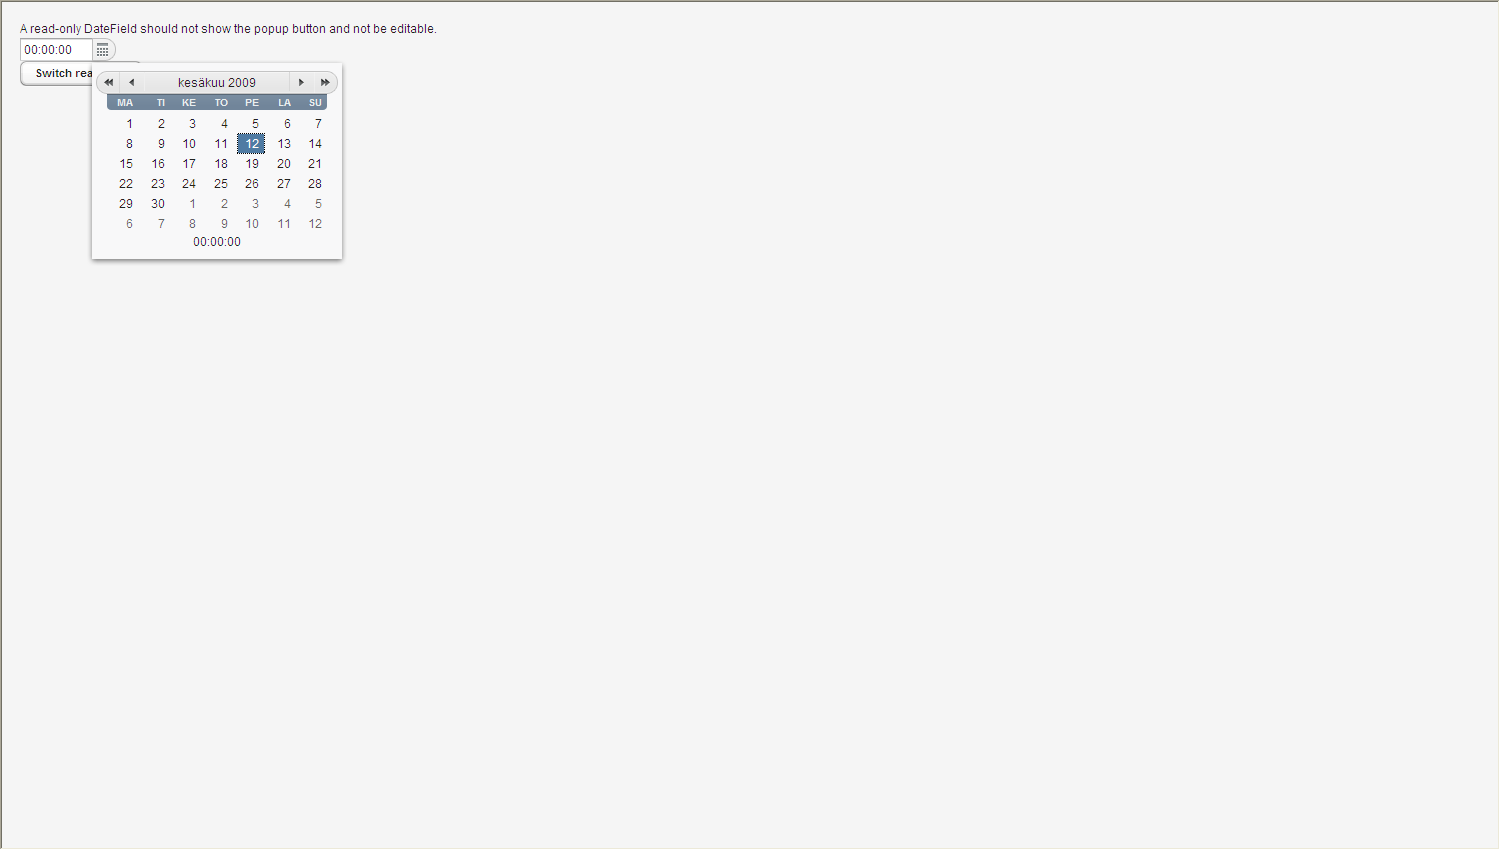 A read-only DateField should not show the popup button and not be editable.
00:00:00
Switch rea
kesäkuu 2009
MA TI KE TO PE LA SU
1 2 3 4 5 6 7
8 9 10 11 12 13 14
15 16 17 18 19 20 21
22 23 24 25 26 27 28
29 30 1 2 3 4 5
6 7 8 9 10 11 12
00:00:00